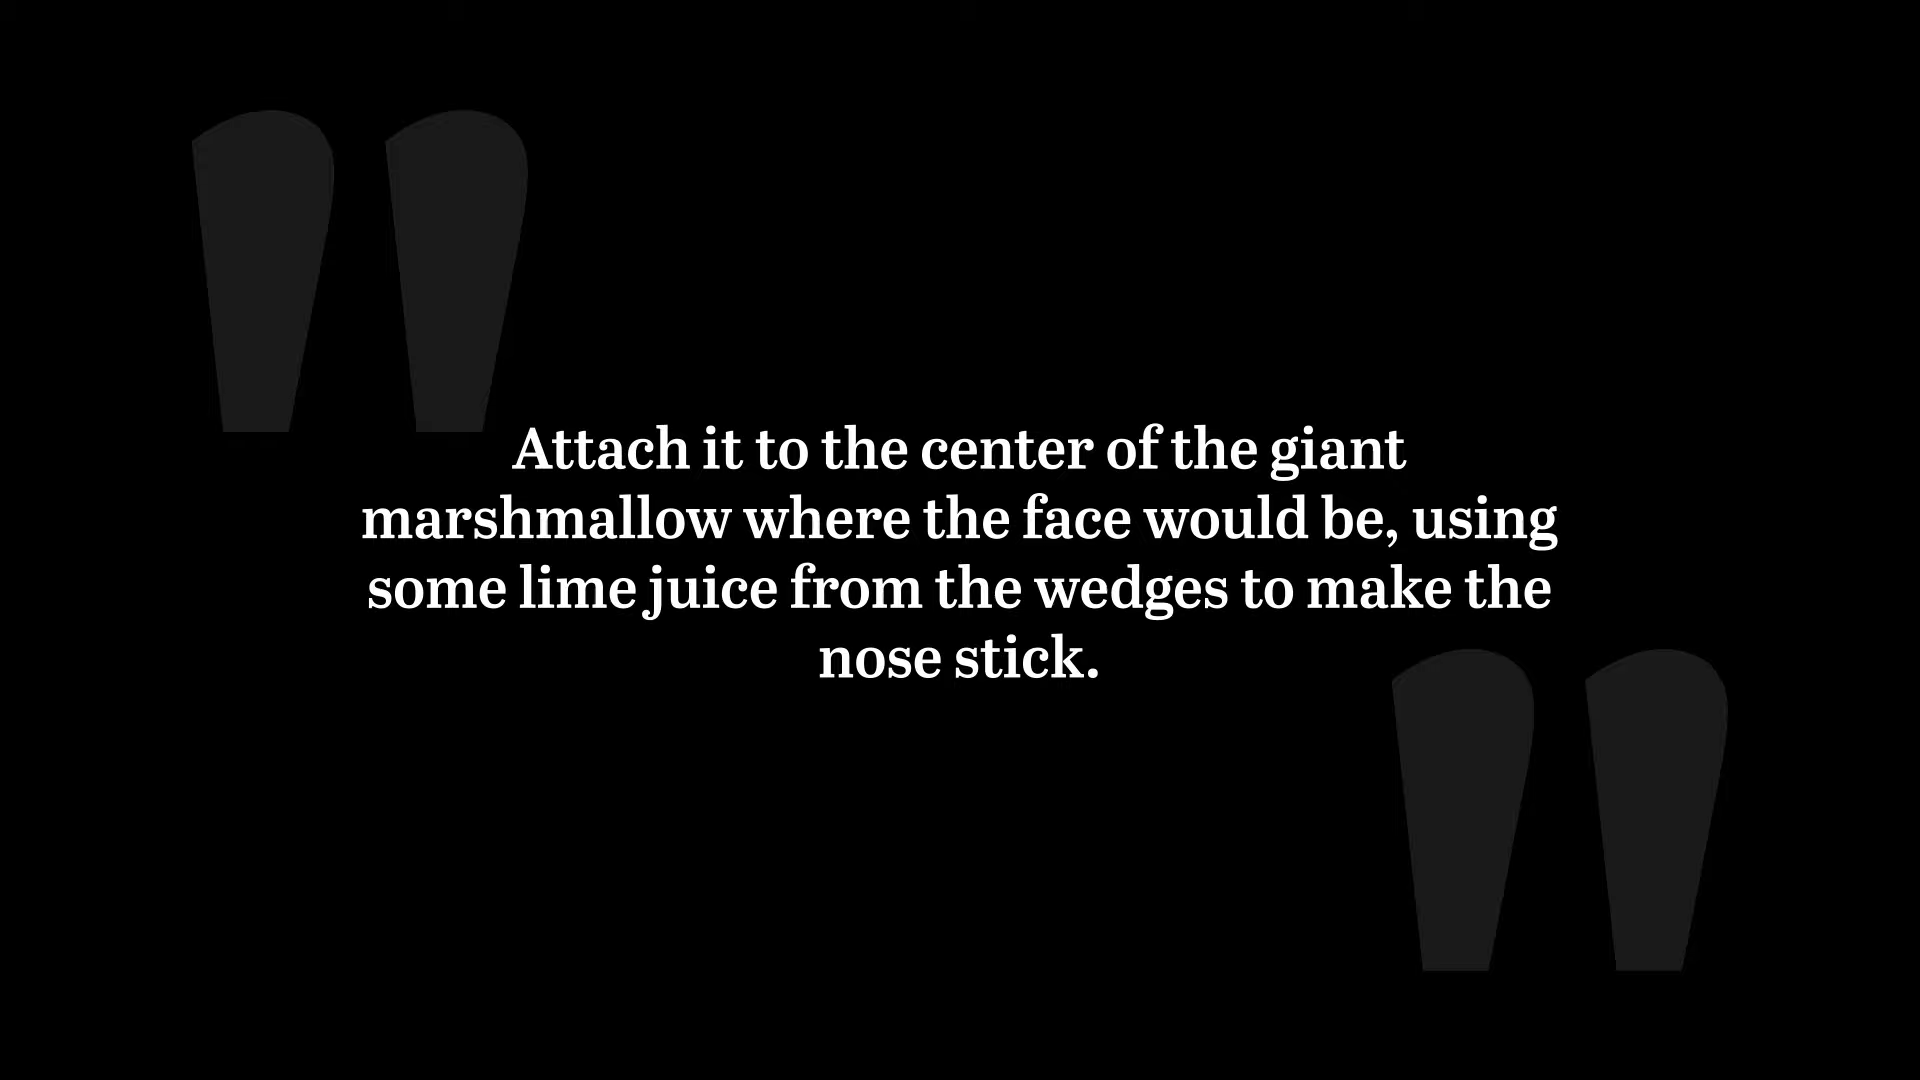 Attach it to the center of the giant
marshmallow where the face would be, using
some lime juice from the wedges to make the
nose stick.